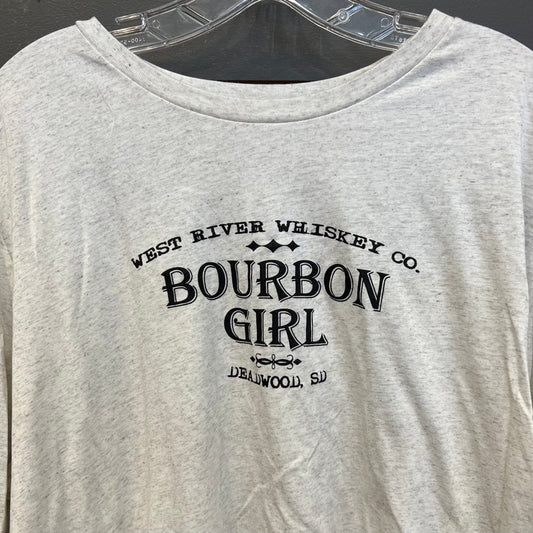 WEST RIVER WHISKEY CO.
BOURBON
GIRL
DEADWOOD, SD